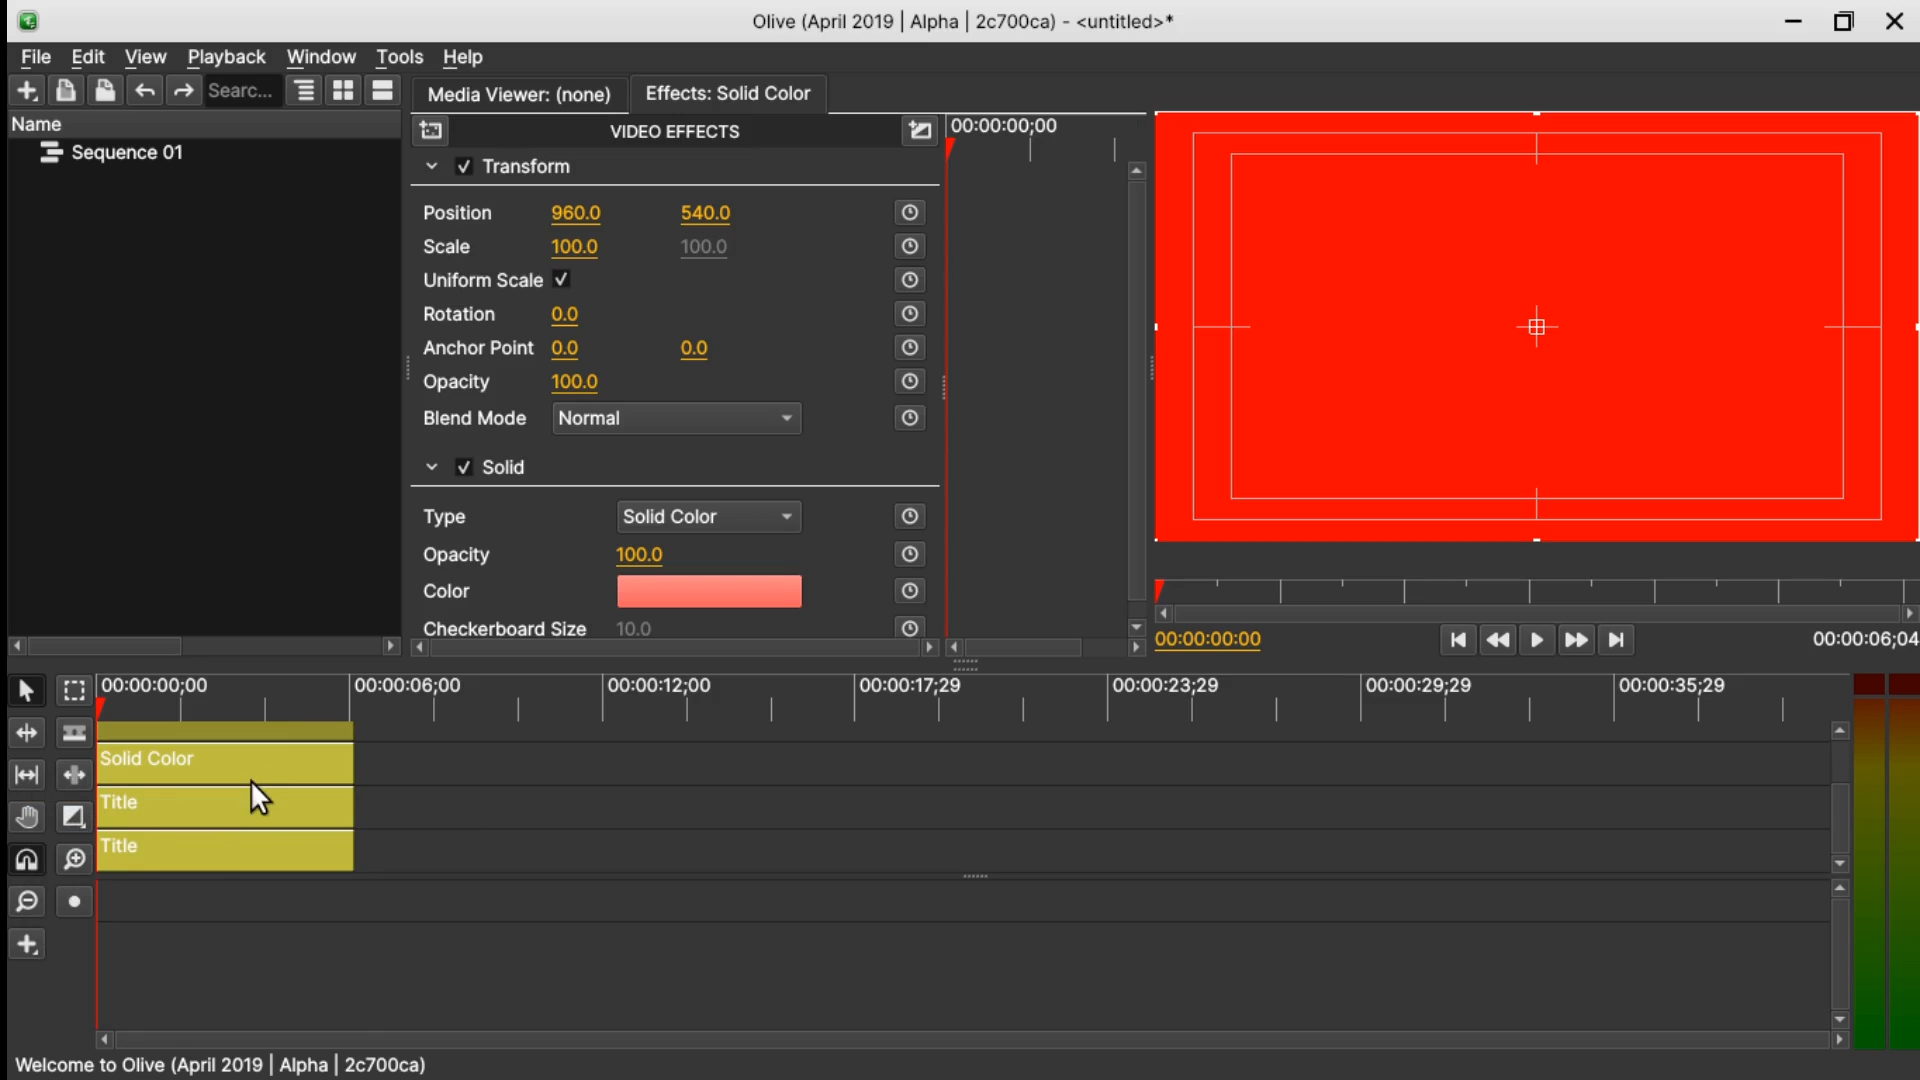 Olive (April 2019 | Alpha | 2c700ca) - <untitled>*
File Edit View Playback Window Tools Help
Searc...
Media Viewer: (none) Effects: Solid Color
Name
Sequence 01
VIDEO EFFECTS
00:00:00;00
Transform
Position 960.0 540.0
Scale 100.0 100.0
Uniform Scale
Rotation 0.0
Anchor Point 0.0 0.0
Opacity 100.0
Blend Mode Normal
Solid
Type Solid Color
Opacity 100.0
Color
Checkerboard Size 10.0
00:00:00:00 00:00:06;04
00:00:00;00 00:00:06;00 00:00:12;00 00:00:17;29 00:00:23;29 00:00:29;29 00:00:35;29
Solid Color
Title
Title
Welcome to Olive (April 2019 | Alpha | 2c700ca)